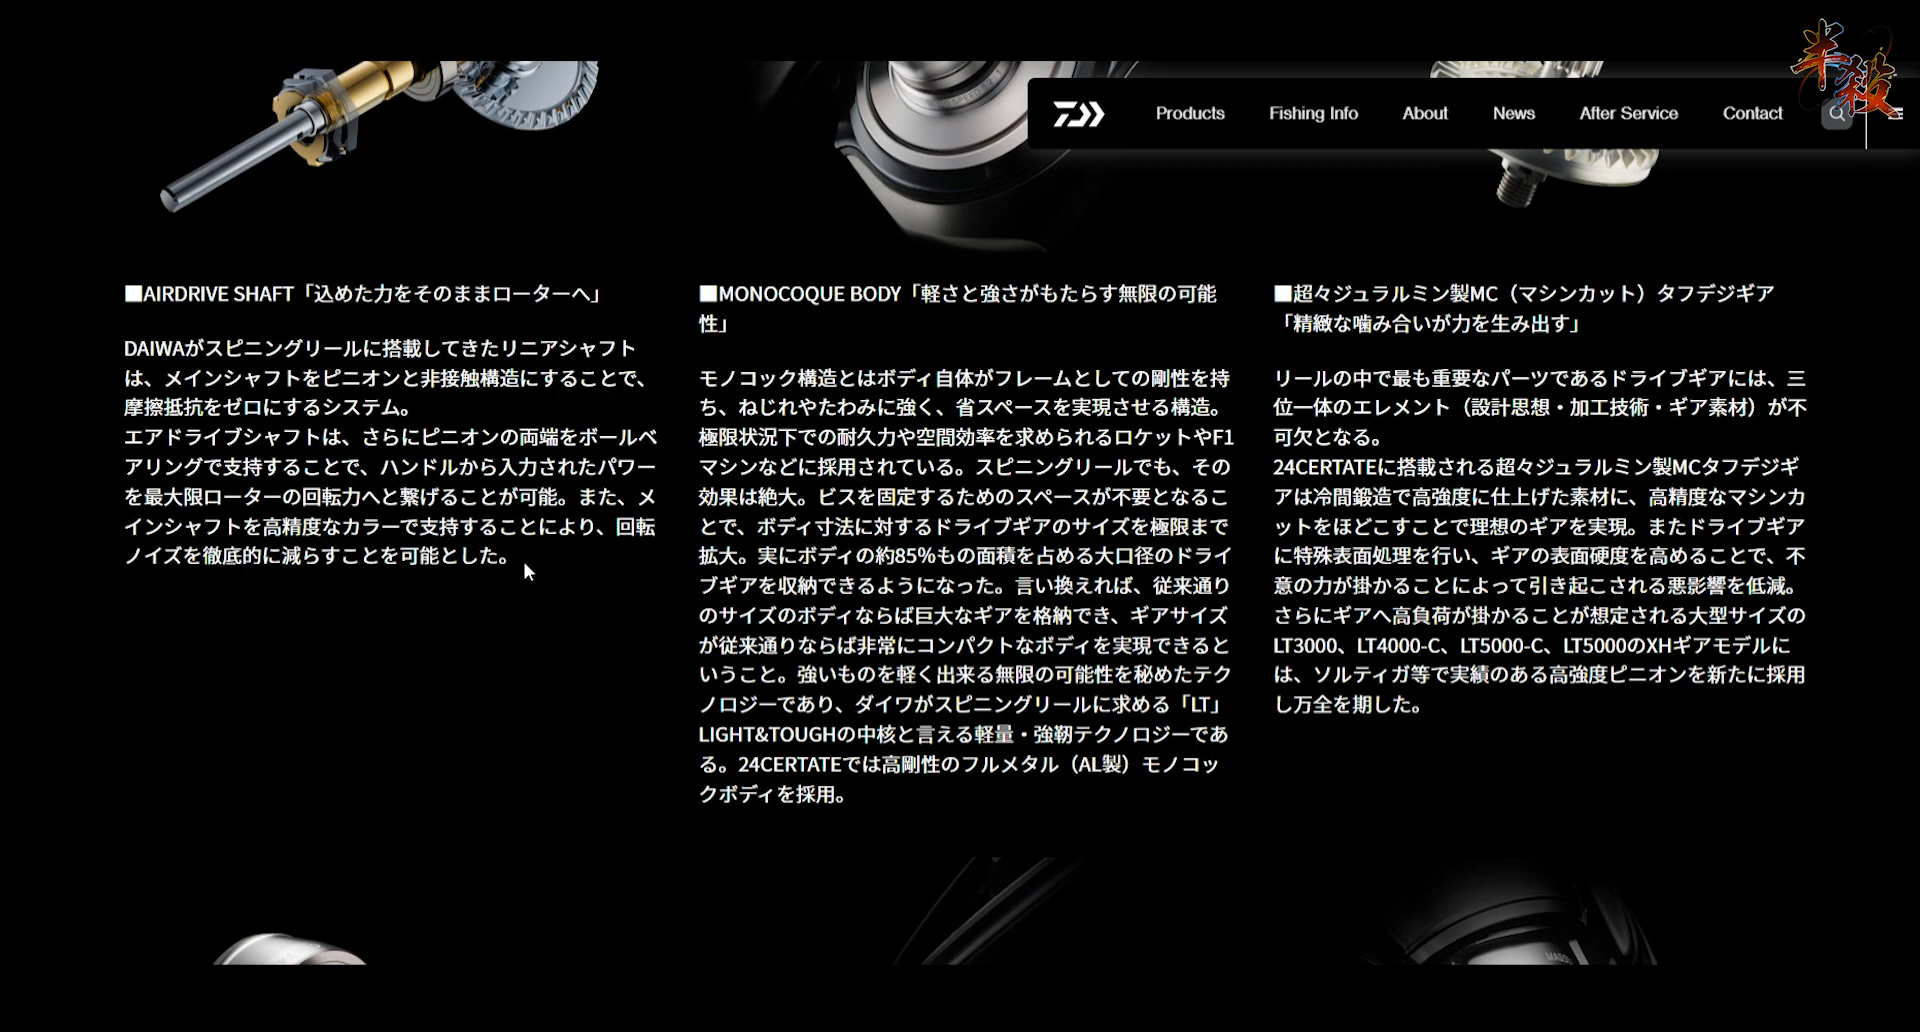 半殺
Products
Fishing Info
About
News
After Service
Contact
■AIRDRIVE SHAFT「込めた力をそのままローターへ」
DAIWAがスピニングリールに搭載してきたリニアシャフト
は、メインシャフトをピニオンと非接触構造にすることで、
摩擦抵抗をゼロにするシステム。
エアドライブシャフトは、さらにピニオンの両端をボールベ
アリングで支持することで、ハンドルから入力されたパワー
を最大限ローターの回転力へと繋げることが可能。また、メ
インシャフトを高精度なカラーで支持することにより、回転
ノイズを徹底的に減らすことを可能とした。
■MONOCOQUE BODY「軽さと強さがもたらす無限の可能
性」
モノコック構造とはボディ自体がフレームとしての剛性を持
ち、ねじれやたわみに強く、省スペースを実現させる構造。
極限状況下での耐久力や空間効率を求められるロケットやF1
マシンなどに採用されている。スピニングリールでも、その
効果は絶大。ビスを固定するためのスペースが不要となるこ
とで、ボディ寸法に対するドライブギアのサイズを極限まで
拡大。実にボディの約85%もの面積を占める大口径のドライ
ブギアを収納できるようになった。言い換えれば、従来通り
のサイズのボディならば巨大なギアを格納でき、ギアサイズ
が従来通りならば非常にコンパクトなボディを実現できると
いうこと。強いものを軽く出来る無限の可能性を秘めたテク
ノロジーであり、ダイワがスピニングリールに求める「LT」
LIGHT&TOUGHの中核と言える軽量・強靭テクノロジーであ
る。24CERTATEでは高剛性のフルメタル（AL製）モノコッ
クボディを採用。
■超々ジュラルミン製MC（マシンカット）タフデジギア
「精緻な噛み合いが力を生み出す」
リールの中で最も重要なパーツであるドライブギアには、三
位一体のエレメント（設計思想・加工技術・ギア素材）が不
可欠となる。
24CERTATEに搭載される超々ジュラルミン製MCタフデジギ
アは冷間鍛造で高強度に仕上げた素材に、高精度なマシンカ
ットをほどこすことで理想のギアを実現。またドライブギア
に特殊表面処理を行い、ギアの表面硬度を高めることで、不
意の力が掛かることによって引き起こされる悪影響を低減。
さらにギアへ高負荷が掛かることが想定される大型サイズの
LT3000、LT4000-C、LT5000-C、LT5000のXHギアモデルに
は、ソルティガ等で実績のある高強度ピニオンを新たに採用
し万全を期した。